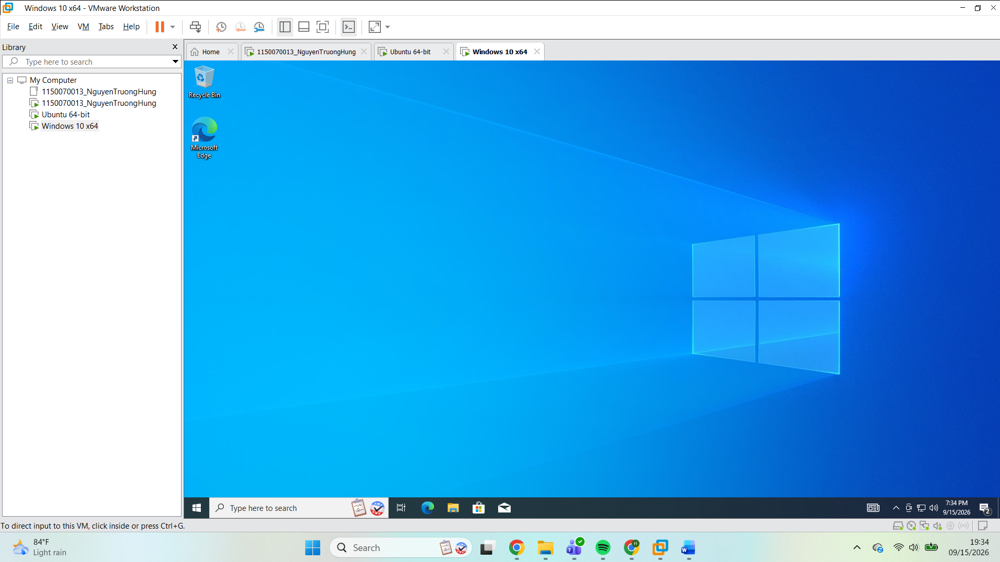 Windows 10 x64 - VMware Workstation
File Edit View VM Tabs Help
Library
Type here to search
My Computer
1150070013_NguyenTruongHung
1150070013_NguyenTruongHung
Ubuntu 64-bit
Windows 10 x64
Home 1150070013_NguyenTruongHung Ubuntu 64-bit Windows 10 x64
Recycle Bin
Microsoft
Edge
Type here to search
7:34 PM
9/15/2026
2
To direct input to this VM, click inside or press Ctrl+G.
84°F
Light rain
Search
T
H
W
19:34
09/15/2026